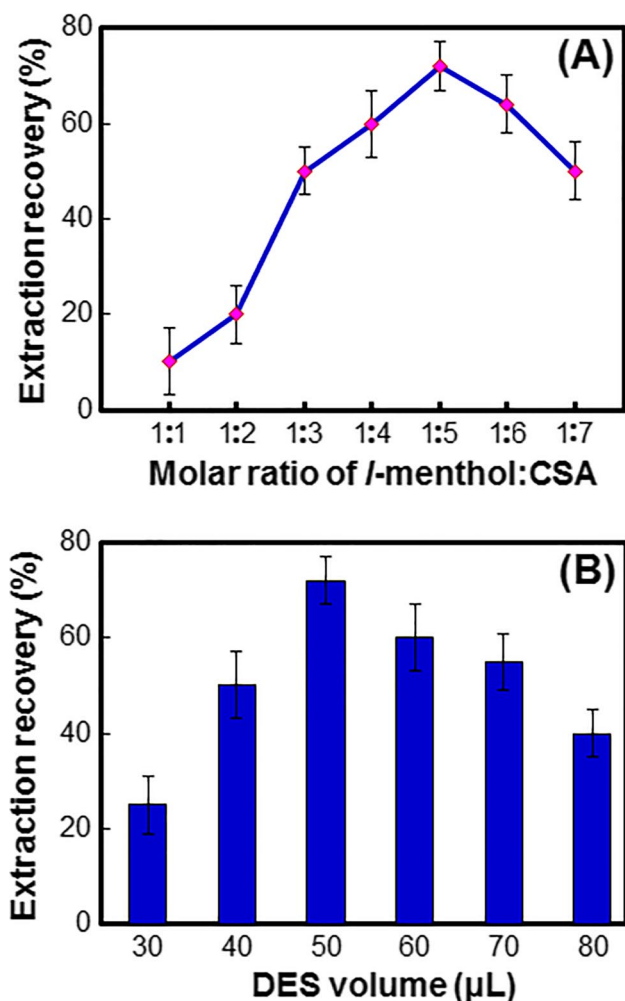 (A)
Extraction recovery (%)
80
60
40
20
0
1:1 1:2 1:3 1:4 1:5 1:6 1:7
Molar ratio of l-menthol:CSA
(B)
Extraction recovery (%)
80
60
40
20
0
30 40 50 60 70 80
DES volume (µL)